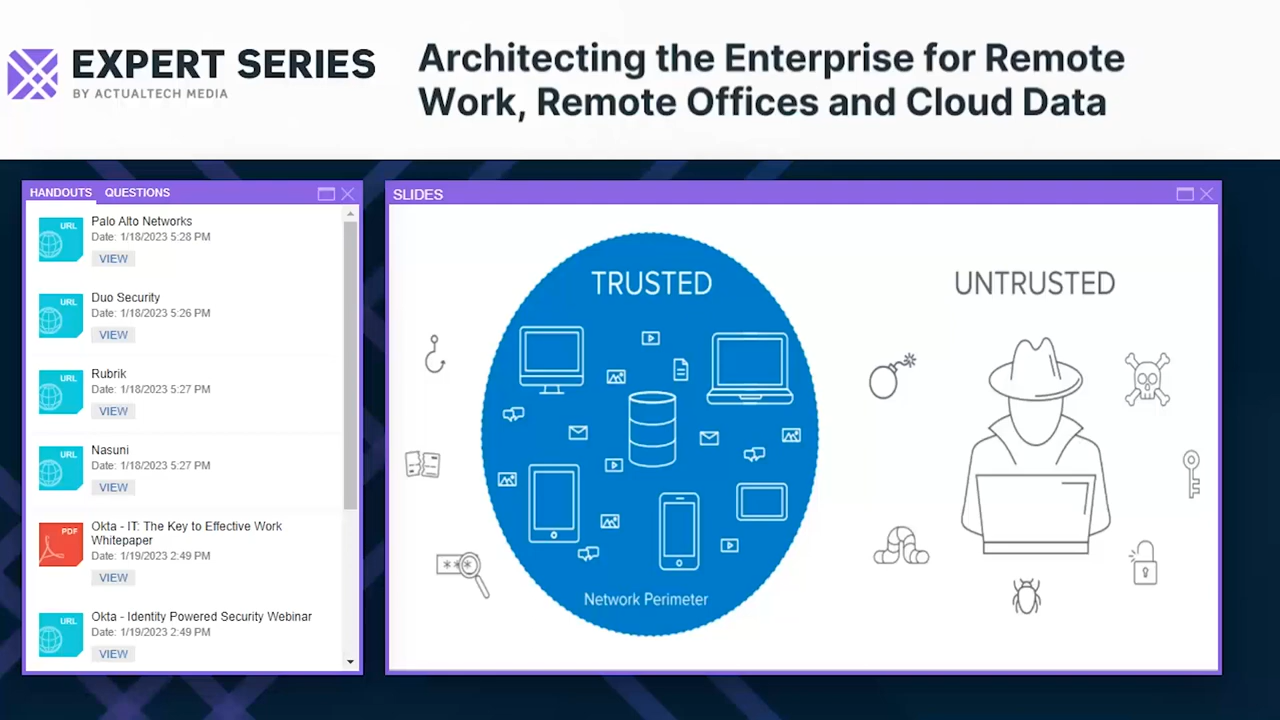 EXPERT SERIES
BY ACTUALTECH MEDIA
Architecting the Enterprise for Remote
Work, Remote Offices and Cloud Data
HANDOUTS QUESTIONS
Palo Alto Networks
Date: 1/18/2023 5:28 PM
URL
VIEW
Duo Security
Date: 1/18/2023 5:26 PM
URL
VIEW
Rubrik
Date: 1/18/2023 5:27 PM
URL
VIEW
Nasuni
Date: 1/18/2023 5:27 PM
URL
VIEW
Okta - IT: The Key to Effective Work
Whitepaper
Date: 1/19/2023 2:49 PM
PDF
VIEW
Okta - Identity Powered Security Webinar
Date: 1/19/2023 2:49 PM
URL
VIEW
SLIDES
TRUSTED
Network Perimeter
UNTRUSTED